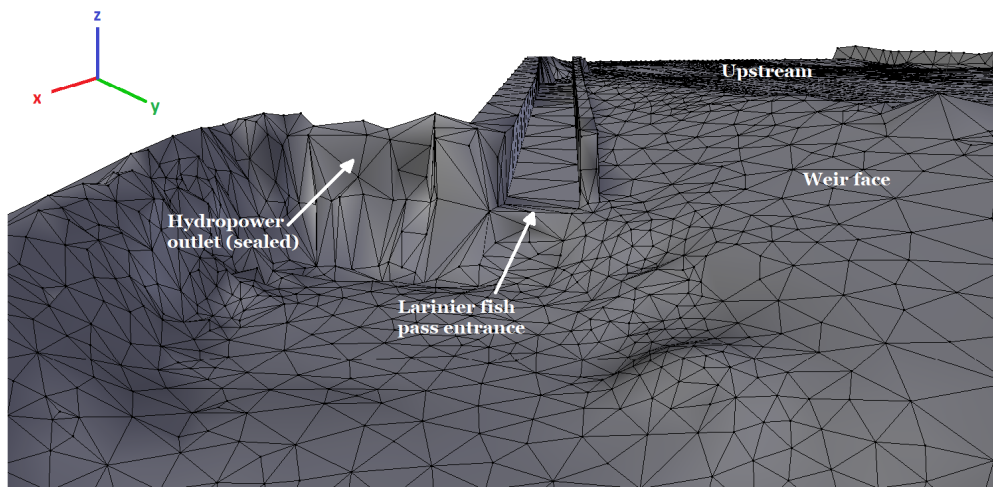 z
x
y
Upstream
Weir face
Hydropower
outlet (sealed)
Larinier fish
pass entrance